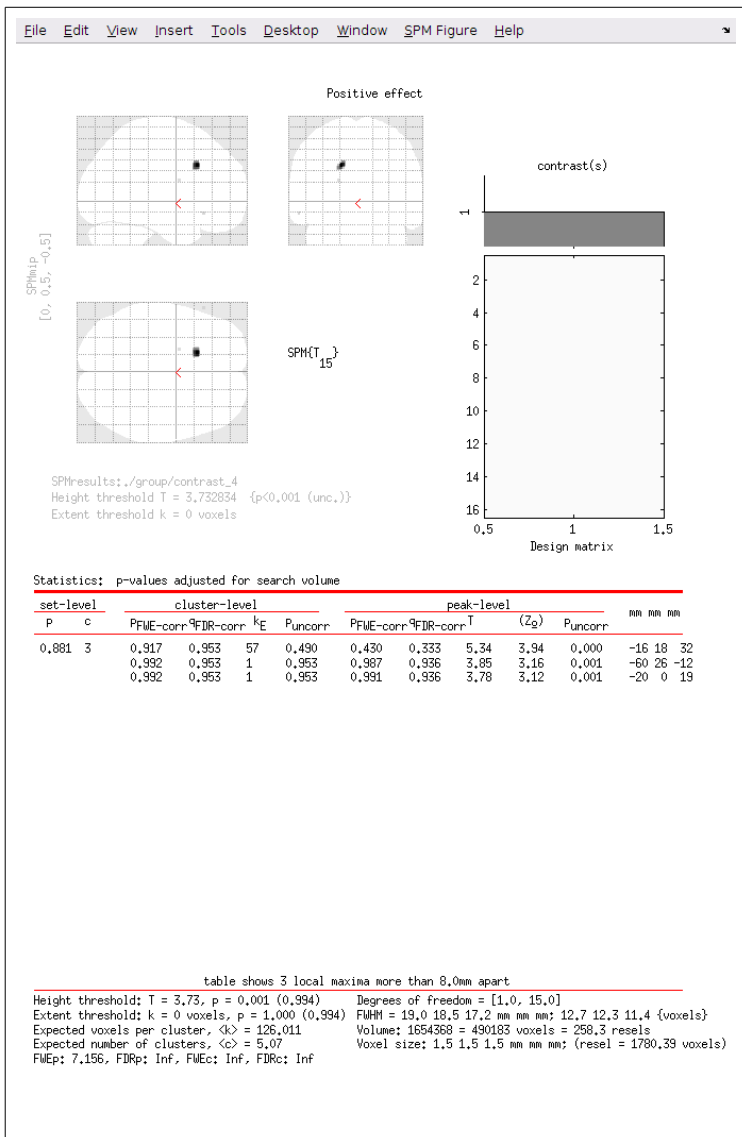 File Edit View Insert Tools Desktop Window SPM Figure Help
Positive effect
SPMmip
[0, 0.5, -0.5]
SPM{T15}
contrast(s)
1
2
4
6
8
10
12
14
16
0.5 1 1.5
Design matrix
SPMresults:./group/contrast_4
Height threshold T = 3.732834 {p<0.001 (unc.)}
Extent threshold k = 0 voxels
Statistics: p-values adjusted for search volume
set-level cluster-level peak-level mm mm mm
p c PFWE-corr qFDR-corr kE Puncorr PFWE-corr qFDR-corr T (Zo) Puncorr
0.881 3 0.917 0.953 57 0.490 0.430 0.333 5.34 3.94 0.000 -16 18 32
0.992 0.953 1 0.953 0.987 0.936 3.85 3.16 0.001 -60 26 -12
0.992 0.953 1 0.953 0.991 0.936 3.78 3.12 0.001 -20 0 19
table shows 3 local maxima more than 8.0mm apart
Height threshold: T = 3.73, p = 0.001 (0.994) Degrees of freedom = [1.0, 15.0]
Extent threshold: k = 0 voxels, p = 1.000 (0.994) FWHM = 19.0 18.5 17.2 mm mm mm; 12.7 12.3 11.4 {voxels}
Expected voxels per cluster, <k> = 126.011 Volume: 1654368 = 490183 voxels = 258.3 resels
Expected number of clusters, <c> = 5.07 Voxel size: 1.5 1.5 1.5 mm mm mm; (resel = 1780.39 voxels)
FWEp: 7.156, FDRp: Inf, FWEc: Inf, FDRc: Inf